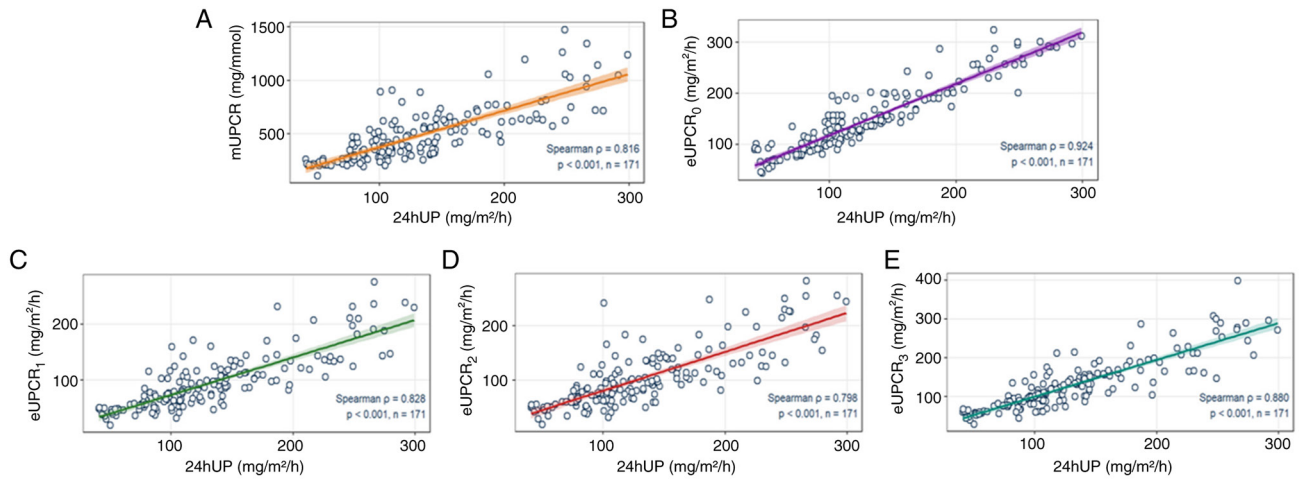 A
mUPCR (mg/mmol)
1500
1000
500
Spearman ρ = 0.816
p < 0.001, n = 171
100 200 300
24hUP (mg/m²/h)
B
eUPCR₀ (mg/m²/h)
300
200
100
Spearman ρ = 0.924
p < 0.001, n = 171
100 200 300
24hUP (mg/m²/h)
C
eUPCR₁ (mg/m²/h)
200
100
Spearman ρ = 0.828
p < 0.001, n = 171
100 200 300
24hUP (mg/m²/h)
D
eUPCR₂ (mg/m²/h)
200
100
Spearman ρ = 0.798
p < 0.001, n = 171
100 200 300
24hUP (mg/m²/h)
E
eUPCR₃ (mg/m²/h)
400
300
200
100
Spearman ρ = 0.880
p < 0.001, n = 171
100 200 300
24hUP (mg/m²/h)